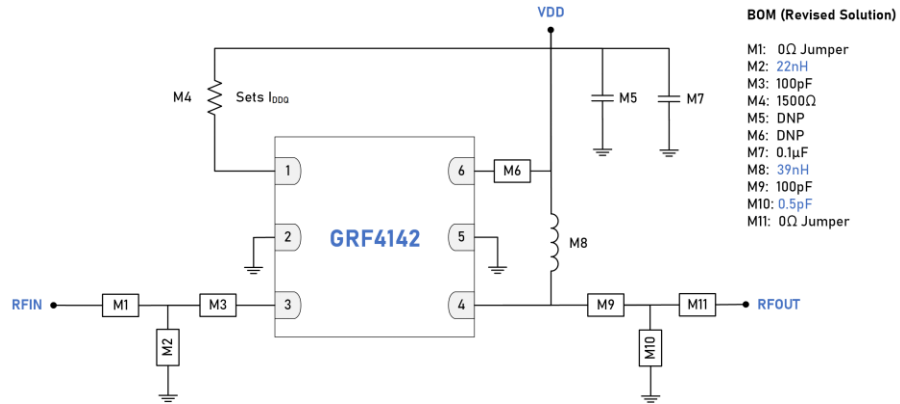 VDD
BOM (Revised Solution)
M1: 0Ω Jumper
M2: 22nH
M3: 100pF
M4: 1500Ω
M5: DNP
M6: DNP
M7: 0.1µF
M8: 39nH
M9: 100pF
M10: 0.5pF
M11: 0Ω Jumper
M4
Sets IDDQ
M5
M7
1
6
M6
2
GRF4142
5
M8
RFIN
M1
M3
3
4
M9
M11
RFOUT
M2
M10